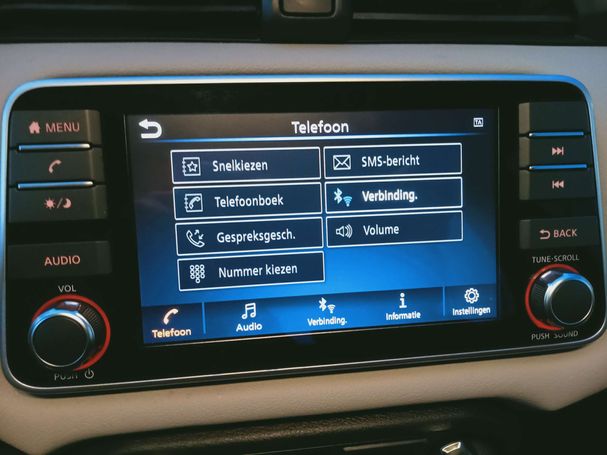 MENU
AUDIO
VOL
PUSH
Telefoon
TA
Snelkiezen
SMS-bericht
Telefoonboek
Verbinding.
Gespreksgesch.
Volume
Nummer kiezen
Telefoon
Audio
Verbinding.
Informatie
Instellingen
BACK
TUNE·SCROLL
PUSH SOUND